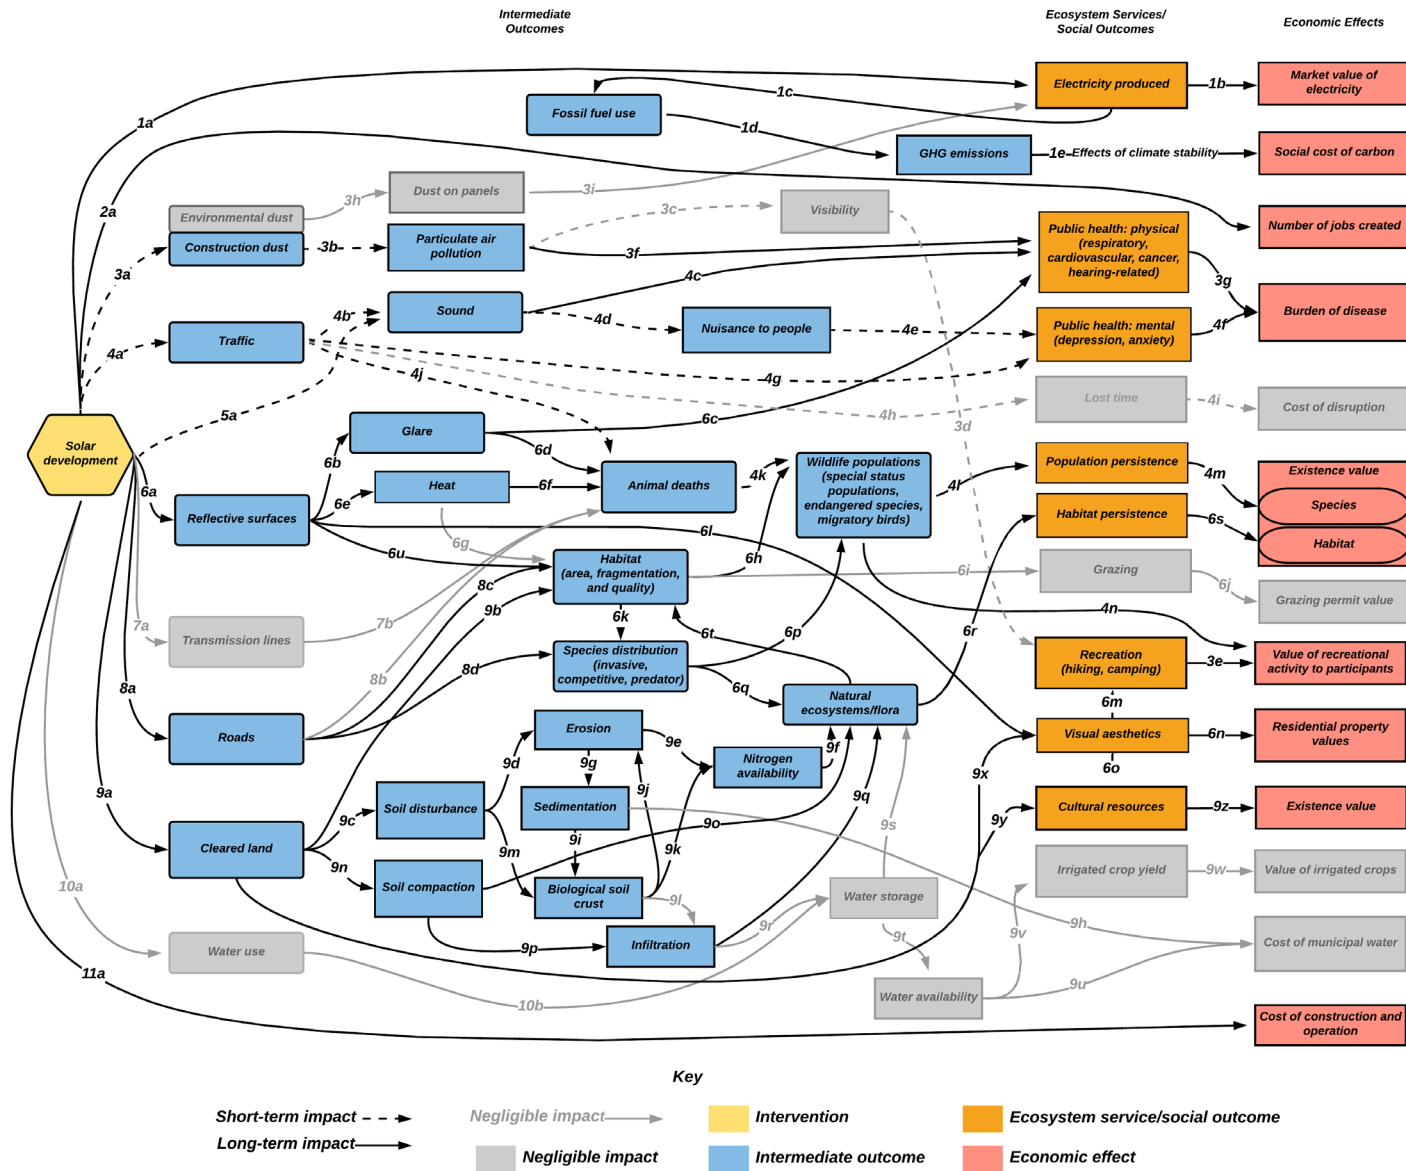 Intermediate
Outcomes
Ecosystem Services/
Social Outcomes
Economic Effects
Electricity produced
1b
Market value of
electricity
1c
Fossil fuel use
1a
1d
GHG emissions
1e
Effects of climate stability
Social cost of carbon
Dust on panels
3h
3i
3c
Visibility
Environmental dust
2a
Construction dust
3b
Particulate air
pollution
3f
Public health: physical
(respiratory,
cardiovascular, cancer,
hearing-related)
Number of jobs created
3a
4c
3g
Sound
4b
4d
Nuisance to people
4e
Public health: mental
(depression, anxiety)
4f
Burden of disease
Traffic
4a
4j
4g
5a
4h
Lost time
4i
Cost of disruption
6c
3d
Solar
development
Glare
6b
6d
6a
6e
Heat
6f
Animal deaths
4k
Wildlife populations
(special status
populations,
endangered species,
migratory birds)
4l
Population persistence
4m
Existence value
Species
Habitat
Habitat persistence
6s
Reflective surfaces
6l
6g
6u
Habitat
(area, fragmentation,
and quality)
6h
6i
Grazing
6j
Grazing permit value
8c
9b
7a
7b
Transmission lines
6k
6t
6p
6r
4n
Species distribution
(invasive,
competitive, predator)
8a
8b
8d
6q
Recreation
(hiking, camping)
3e
Value of recreational
activity to participants
Natural
ecosystems/flora
6m
Roads
Erosion
9e
9d
9g
9j
Nitrogen
availability
9f
Visual aesthetics
6n
Residential property
values
6o
9x
9a
Soil disturbance
Sedimentation
9q
9c
9o
9s
9y
Cultural resources
9z
Existence value
Cleared land
9n
9m
9i
9k
Soil compaction
Biological soil
crust
9l
Water storage
Irrigated crop yield
9w
Value of irrigated crops
10a
9r
9h
9v
Water use
9p
Infiltration
9t
Cost of municipal water
11a
10b
Water availability
9u
Cost of construction and
operation
Key
Short-term impact
Negligible impact
Intervention
Ecosystem service/social outcome
Long-term impact
Negligible impact
Intermediate outcome
Economic effect